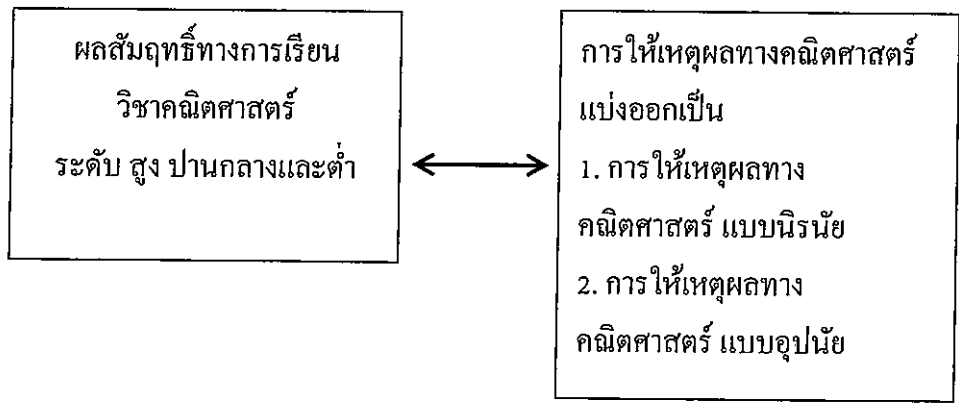 ผลสัมฤทธิ์ทางการเรียน
วิชาคณิตศาสตร์
ระดับ สูง ปานกลางและต่ำ
การให้เหตุผลทางคณิตศาสตร์
แบ่งออกเป็น
1. การให้เหตุผลทาง
คณิตศาสตร์ แบบนิรนัย
2. การให้เหตุผลทาง
คณิตศาสตร์ แบบอุปนัย